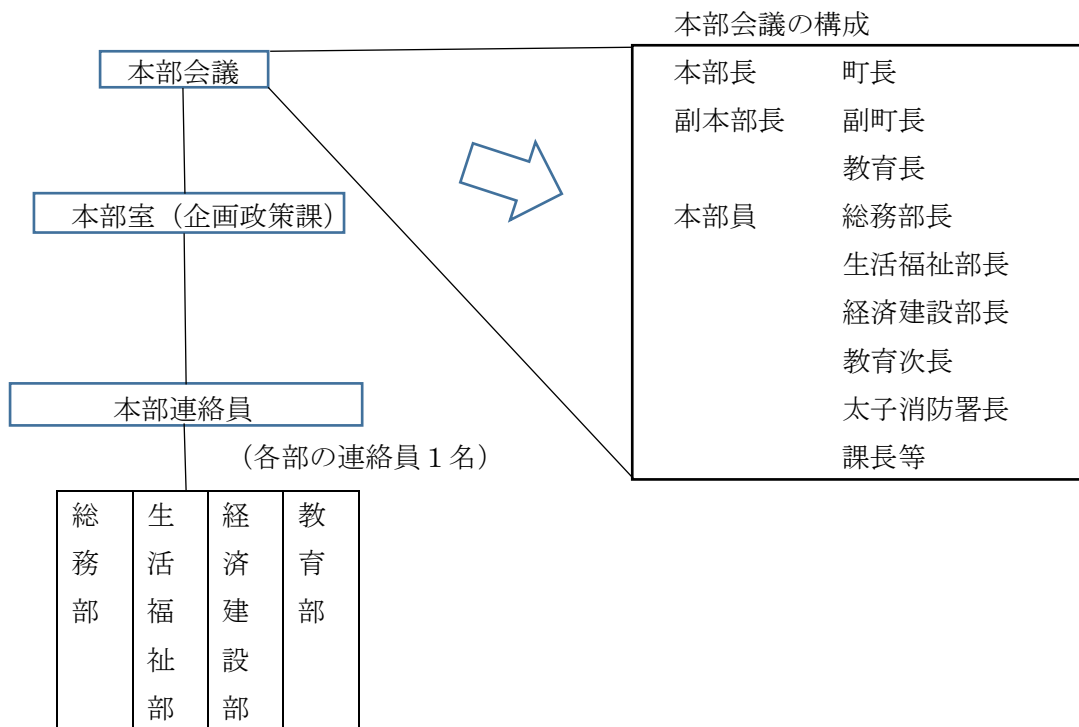 本部会議の構成
本部会議
本部長 町長
副本部長 副町長
教育長
本部員 総務部長
生活福祉部長
経済建設部長
教育次長
太子消防署長
課長等
本部室（企画政策課）
本部連絡員
（各部の連絡員１名）
総務部
生活福祉部
経済建設部
教育部